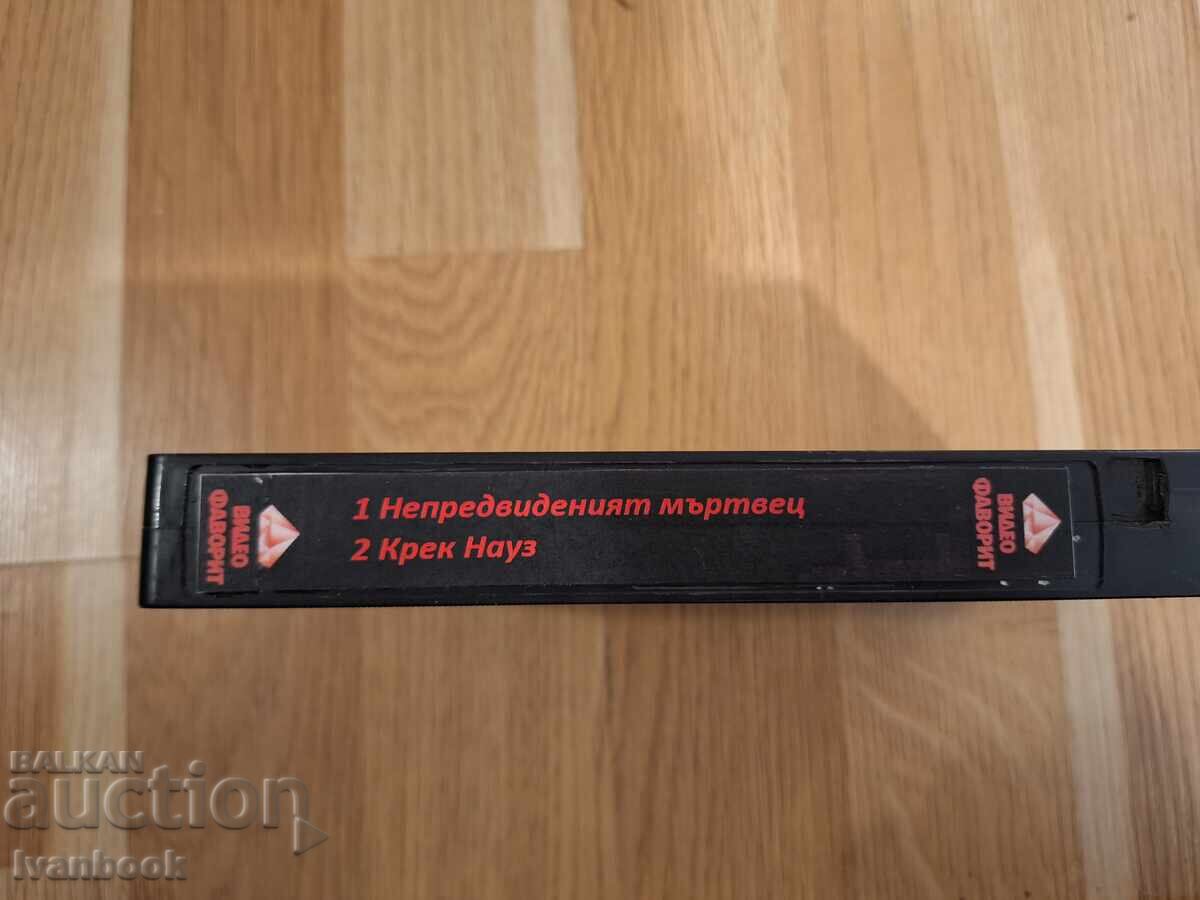 ВИДЕО
ФАВОРИТ
1 Непредвиденият мъртвец
2 Крек Науз
ВИДЕО
ФАВОРИТ
BALKAN
auction
Ivanbook